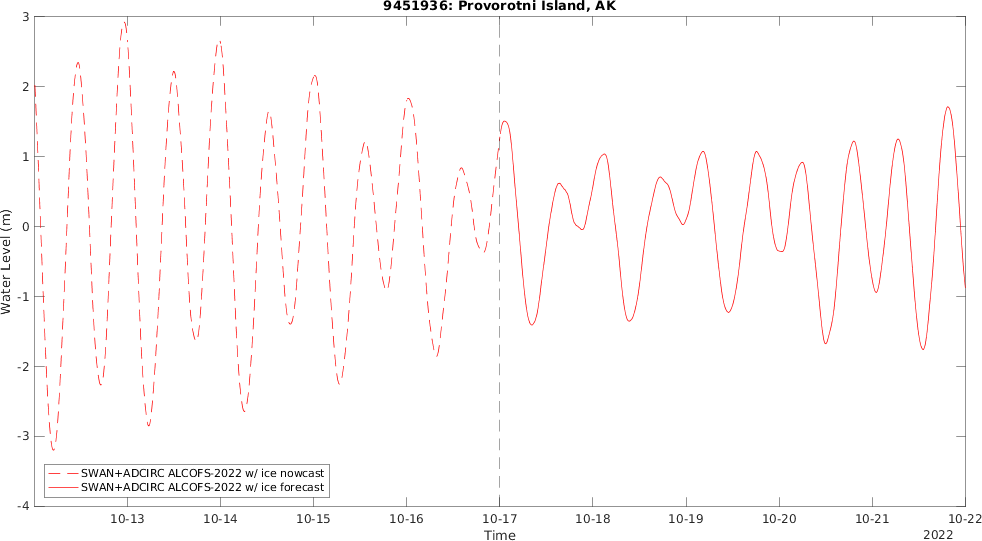 9451936: Provorotni Island, AK
3
2
1
0
-1
-2
-3
-4
Water Level (m)
SWAN+ADCIRC ALCOFS-2022 w/ ice nowcast
SWAN+ADCIRC ALCOFS-2022 w/ ice forecast
10-13 10-14 10-15 10-16 10-17 10-18 10-19 10-20 10-21 10-22
Time
2022